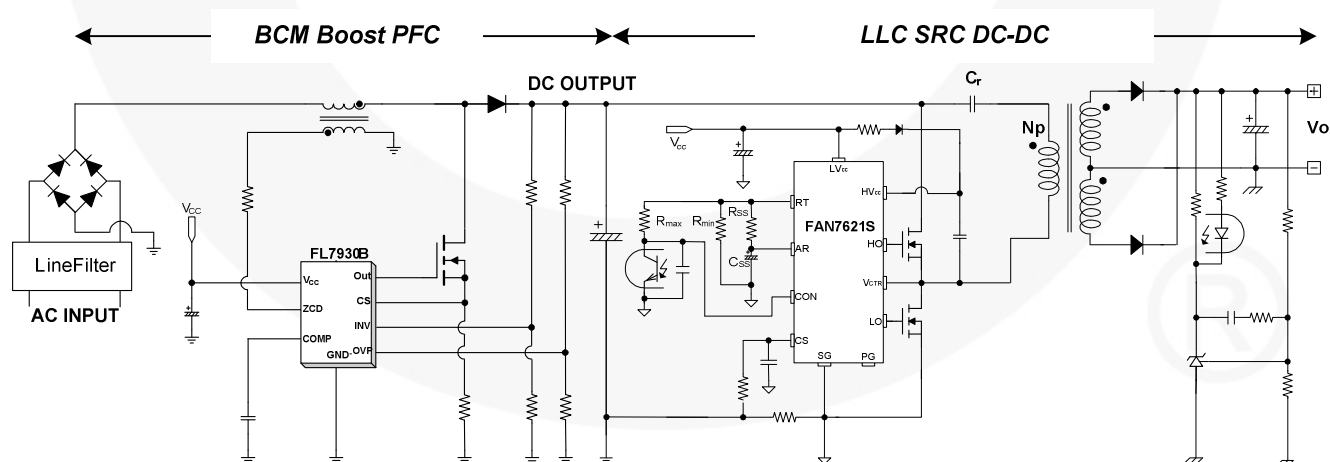 BCM Boost PFC
LLC SRC DC-DC
DC OUTPUT
Cr
Np
+
Vo
-
VCC
LVcc
HVcc
RT
FAN7621S
Rmax
Rmin
RSS
AR
CSS
HO
CON
VCTR
LO
CS
SG
PG
VCC
FL7930B
LineFilter
AC INPUT
VCC
Out
ZCD
CS
COMP
INV
GND
OVP
R